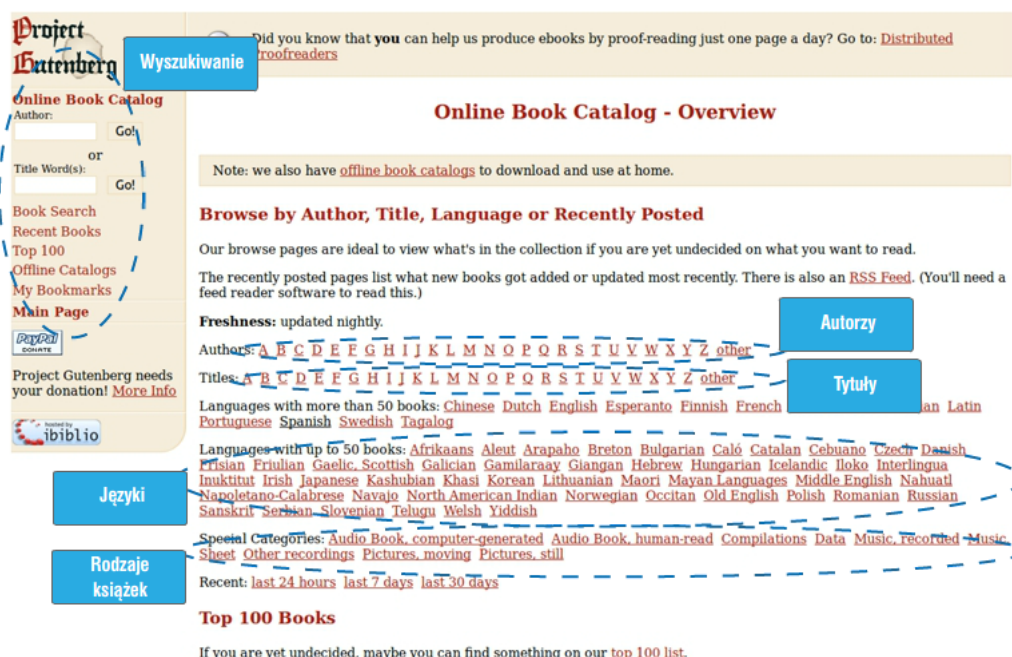 Project
Gutenberg
Online Book Catalog
Author:
Go!
or
Title Word(s):
Go!
Book Search
Recent Books
Top 100
Offline Catalogs
My Bookmarks
Main Page
PayPal
DONATE
Project Gutenberg needs
your donation! More Info
hosted by
ibiblio
Wyszukiwanie
Did you know that you can help us produce ebooks by proof-reading just one page a day? Go to: Distributed
Proofreaders
Online Book Catalog - Overview
Note: we also have offline book catalogs to download and use at home.
Browse by Author, Title, Language or Recently Posted
Our browse pages are ideal to view what's in the collection if you are yet undecided on what you want to read.
The recently posted pages list what new books got added or updated most recently. There is also an RSS Feed. (You'll need a
feed reader software to read this.)
Freshness: updated nightly.
Autorzy
Authors: A B C D E F G H I J K L M N O P Q R S T U V W X Y Z other
Titles: A B C D E F G H I J K L M N O P Q R S T U V W X Y Z other
Tytuły
Languages with more than 50 books: Chinese Dutch English Esperanto Finnish French Latin
Portuguese Spanish Swedish Tagalog
Languages with up to 50 books: Afrikaans Aleut Arapaho Breton Bulgarian Caló Catalan Cebuano Czech Danish
Frisian Friulian Gaelic, Scottish Galician Gamilaraay Giangan Hebrew Hungarian Icelandic Iloko Interlingua
Inuktitut Irish Japanese Kashubian Khasi Korean Lithuanian Maori Mayan Languages Middle English Nahuatl
Napoletano-Calabrese Navajo North American Indian Norwegian Occitan Old English Polish Romanian Russian
Sanskrit Serbian Slovenian Telugu Welsh Yiddish
Języki
Special Categories: Audio Book, computer-generated Audio Book, human-read Compilations Data Music, recorded Music,
Sheet Other recordings Pictures, moving Pictures, still
Rodzaje
książek
Recent: last 24 hours last 7 days last 30 days
Top 100 Books
If you are yet undecided, maybe you can find something on our top 100 list.